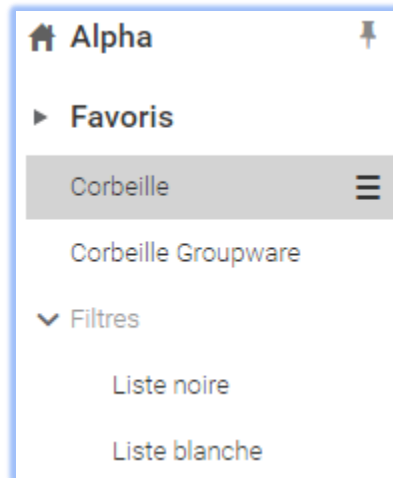 Alpha
Favoris
Corbeille
Corbeille Groupware
Filtres
Liste noire
Liste blanche